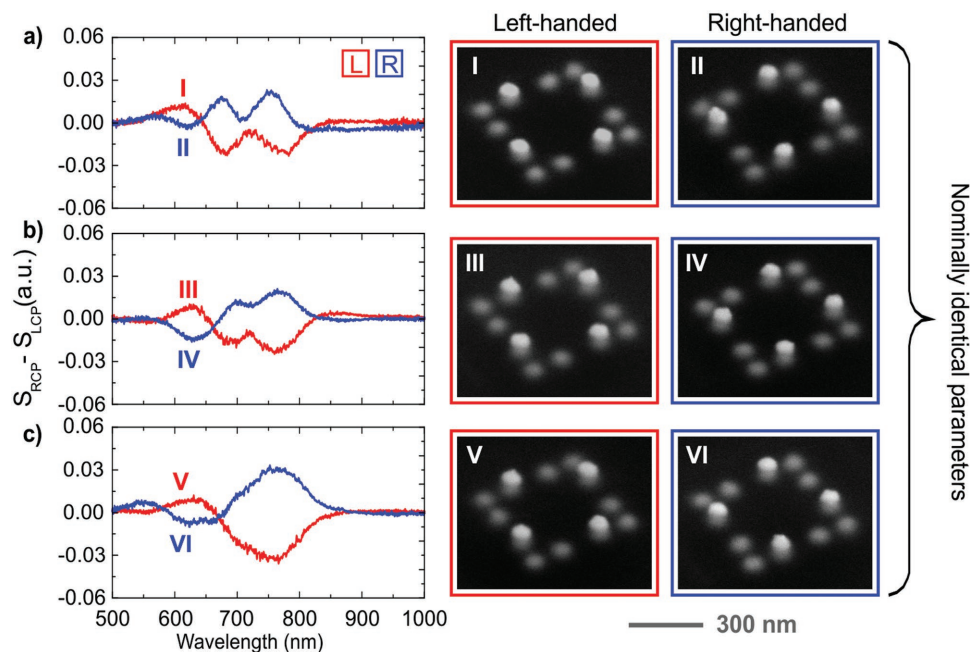 Left-handed
Right-handed
a)
0.06
0.03
0.00
-0.03
-0.06
I
II
L R
I
II
b)
0.06
0.03
0.00
-0.03
-0.06
III
IV
III
IV
c)
0.06
0.03
0.00
-0.03
-0.06
V
VI
V
VI
S_RCP - S_LCP (a.u.)
500 600 700 800 900 1000
Wavelength (nm)
300 nm
Nominally identical parameters